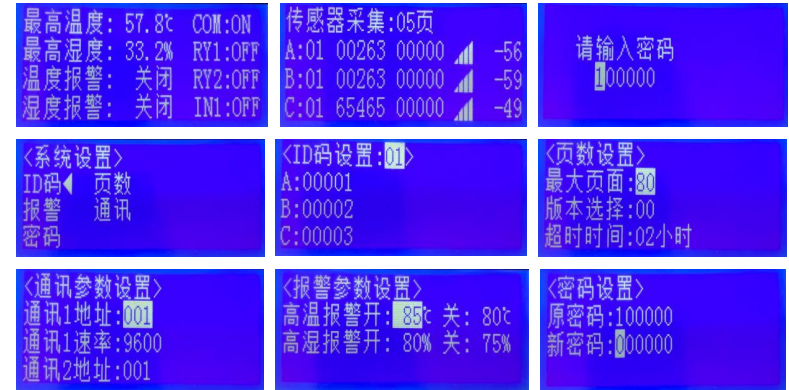 最高温度: 57.8℃ COM:ON
最高湿度: 33.2% RY1:OFF
温度报警: 关闭 RY2:OFF
湿度报警: 关闭 IN1:OFF
传感器采集:05页
A:01 00263 00000 -56
B:01 00263 00000 -59
C:01 65465 00000 -49
请输入密码
100000
<系统设置>
ID码 页数
报警 通讯
密码
<ID码设置:01>
A:00001
B:00002
C:00003
<页数设置>
最大页面:80
版本选择:00
超时时间:02小时
<通讯参数设置>
通讯1地址:001
通讯1速率:9600
通讯2地址:001
<报警参数设置>
高温报警开: 85℃ 关: 80℃
高湿报警开: 80% 关: 75%
<密码设置>
原密码:100000
新密码:000000